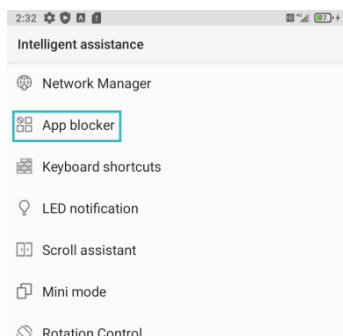 2:32
Intelligent assistance
Network Manager
App blocker
Keyboard shortcuts
LED notification
Scroll assistant
Mini mode
Rotation Control